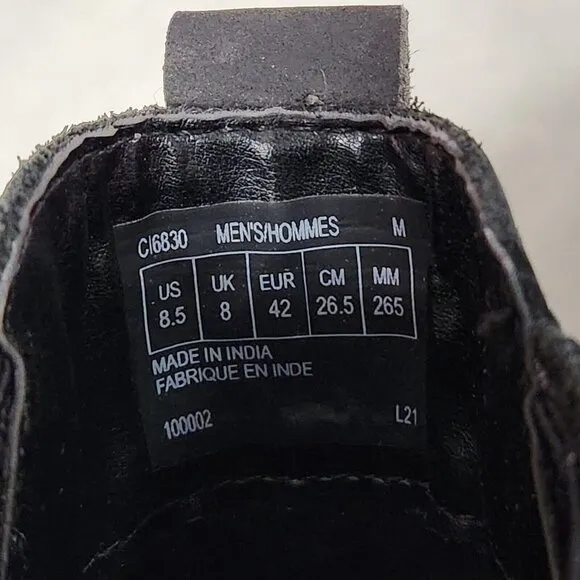 CI6830 MEN'S/HOMMES M
US UK EUR CM MM
8.5 8 42 26.5 265
MADE IN INDIA
FABRIQUE EN INDE
100002 L21